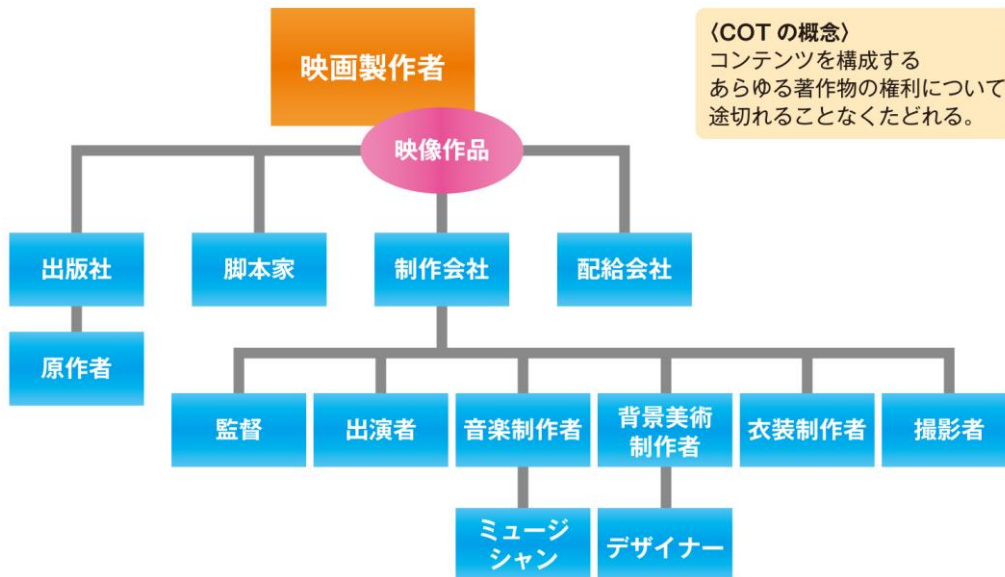 映画製作者
〈COT の概念〉
コンテンツを構成する
あらゆる著作物の権利について
途切れることなくたどれる。
映像作品
出版社
脚本家
制作会社
配給会社
原作者
監督
出演者
音楽制作者
背景美術
制作者
衣装制作者
撮影者
ミュージ
シャン
デザイナー